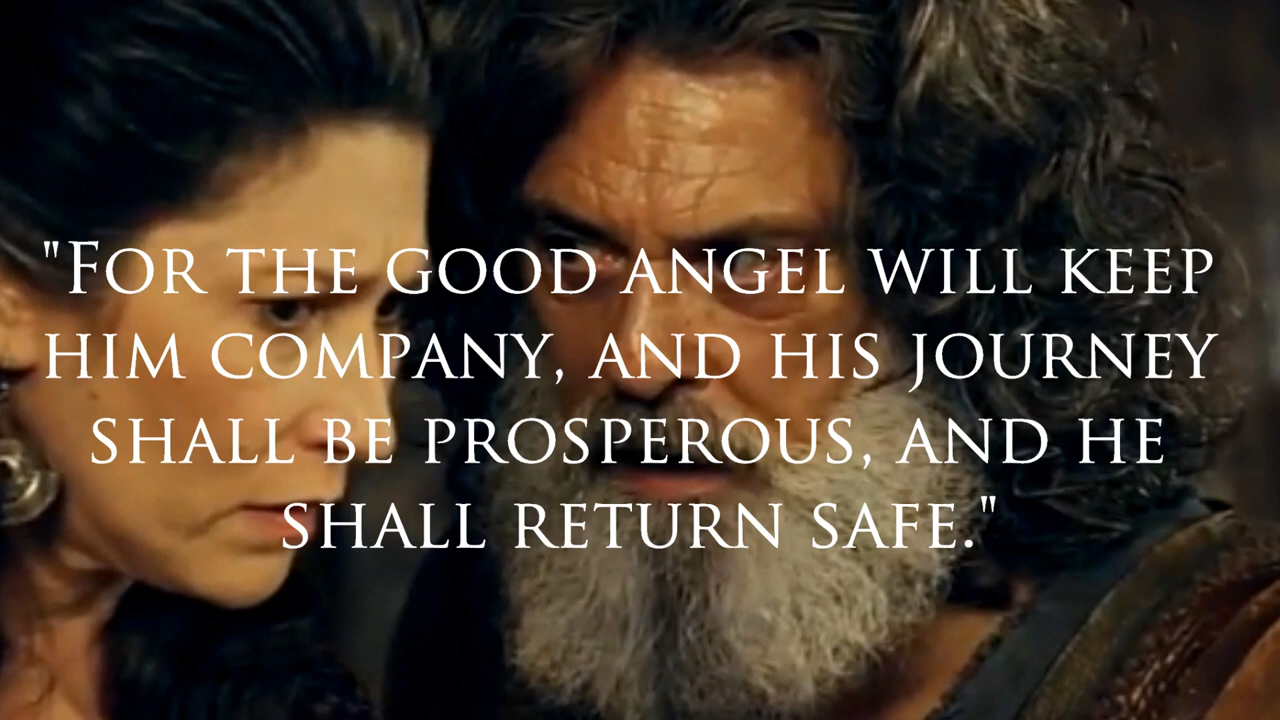 "For the good angel will keep
him company, and his journey
shall be prosperous, and he
shall return safe."